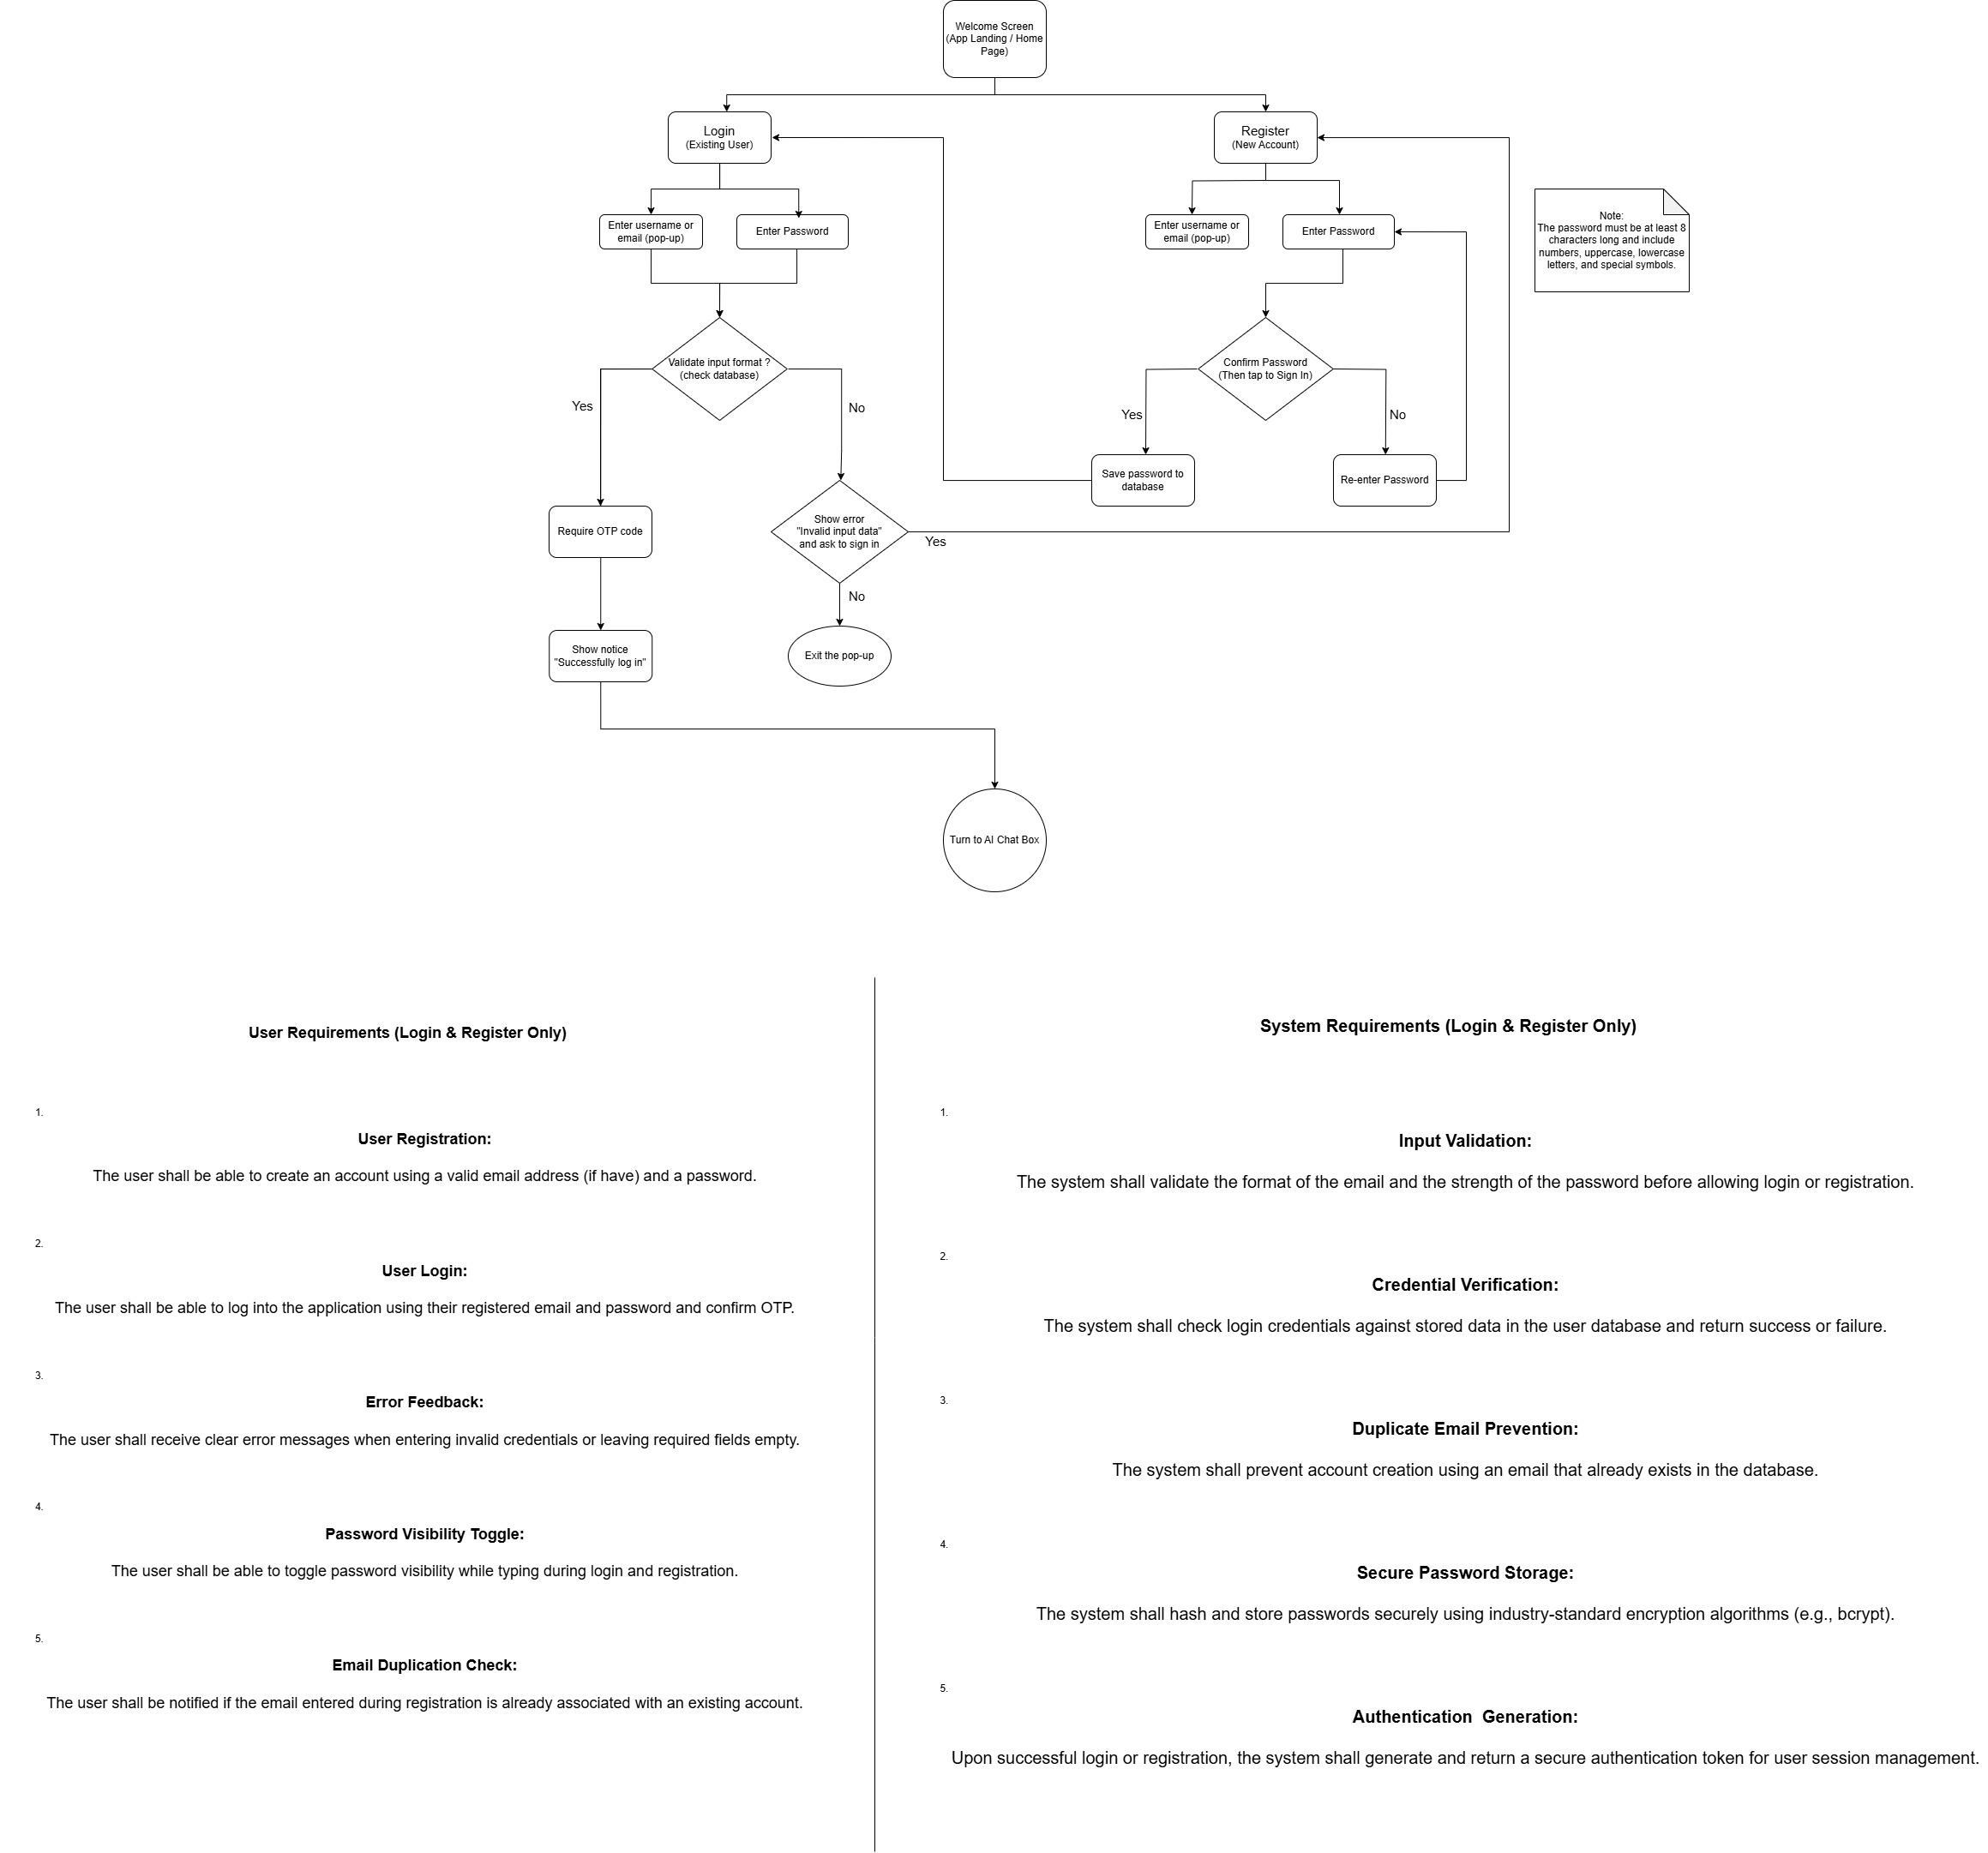 Welcome Screen
(App Landing / Home
Page)
Login
(Existing User)
Register
(New Account)
Enter username or
email (pop-up)
Enter Password
Enter username or
email (pop-up)
Enter Password
Note:
The password must be at least 8
characters long and include
numbers, uppercase, lowercase
letters, and special symbols.
Validate input format ?
(check database)
Confirm Password
(Then tap to Sign In)
Yes
No
Yes
No
Save password to
database
Re-enter Password
Require OTP code
Show error
"Invalid input data"
and ask to sign in
Yes
No
Show notice
"Successfully log in"
Exit the pop-up
Turn to AI Chat Box
User Requirements (Login & Register Only)
1.
User Registration:
The user shall be able to create an account using a valid email address (if have) and a password.
2.
User Login:
The user shall be able to log into the application using their registered email and password and confirm OTP.
3.
Error Feedback:
The user shall receive clear error messages when entering invalid credentials or leaving required fields empty.
4.
Password Visibility Toggle:
The user shall be able to toggle password visibility while typing during login and registration.
5.
Email Duplication Check:
The user shall be notified if the email entered during registration is already associated with an existing account.
System Requirements (Login & Register Only)
1.
Input Validation:
The system shall validate the format of the email and the strength of the password before allowing login or registration.
2.
Credential Verification:
The system shall check login credentials against stored data in the user database and return success or failure.
3.
Duplicate Email Prevention:
The system shall prevent account creation using an email that already exists in the database.
4.
Secure Password Storage:
The system shall hash and store passwords securely using industry-standard encryption algorithms (e.g., bcrypt).
5.
Authentication  Generation:
Upon successful login or registration, the system shall generate and return a secure authentication token for user session management.